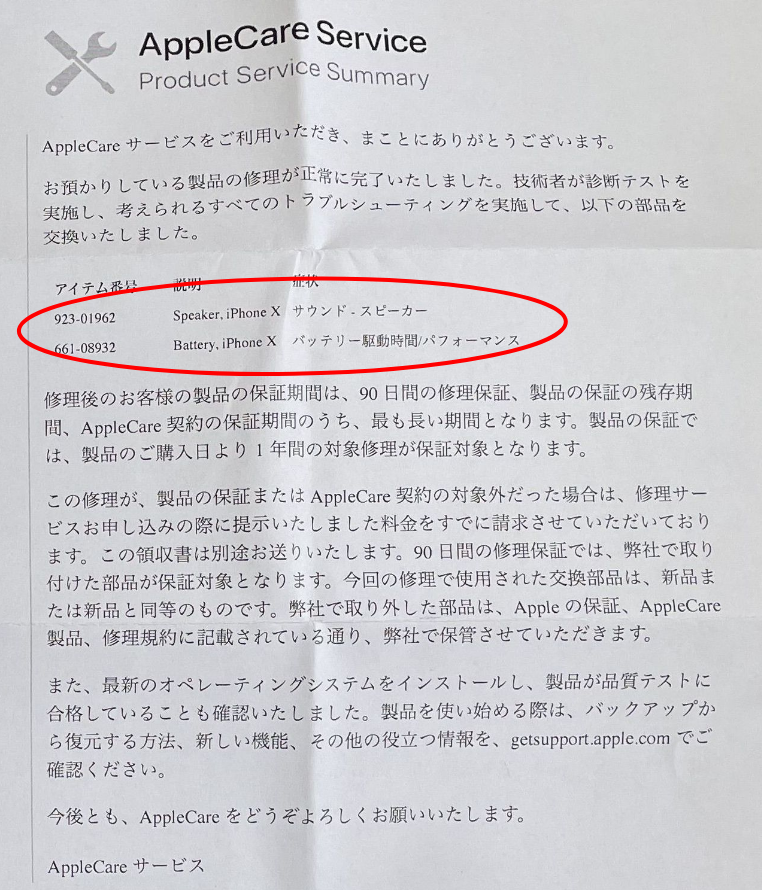 AppleCare Service
Product Service Summary
AppleCare サービスをご利用いただき、まことにありがとうございます。
お預かりしている製品の修理が正常に完了いたしました。技術者が診断テストを
実施し、考えられるすべてのトラブルシューティングを実施して、以下の部品を
交換いたしました。
アイテム番号 説明 症状
923-01962 Speaker, iPhone X サウンド - スピーカー
661-08932 Battery, iPhone X バッテリー駆動時間/パフォーマンス
修理後のお客様の製品の保証期間は、90 日間の修理保証、製品の保証の残存期
間、AppleCare 契約の保証期間のうち、最も長い期間となります。製品の保証で
は、製品のご購入日より 1 年間の対象修理が保証対象となります。
この修理が、製品の保証または AppleCare 契約の対象外だった場合は、修理サー
ビスお申し込みの際に提示いたしました料金をすでに請求させていただいており
ます。この領収書は別途お送りいたします。90 日間の修理保証では、弊社で取り
付けた部品が保証対象となります。今回の修理で使用された交換部品は、新品ま
たは新品と同等のものです。弊社で取り外した部品は、Apple の保証、AppleCare
製品、修理規約に記載されている通り、弊社で保管させていただきます。
また、最新のオペレーティングシステムをインストールし、製品が品質テストに
合格していることも確認いたしました。製品を使い始める際は、バックアップか
ら復元する方法、新しい機能、その他の役立つ情報を、getsupport.apple.com でご
確認ください。
今後とも、AppleCare をどうぞよろしくお願いいたします。
AppleCare サービス